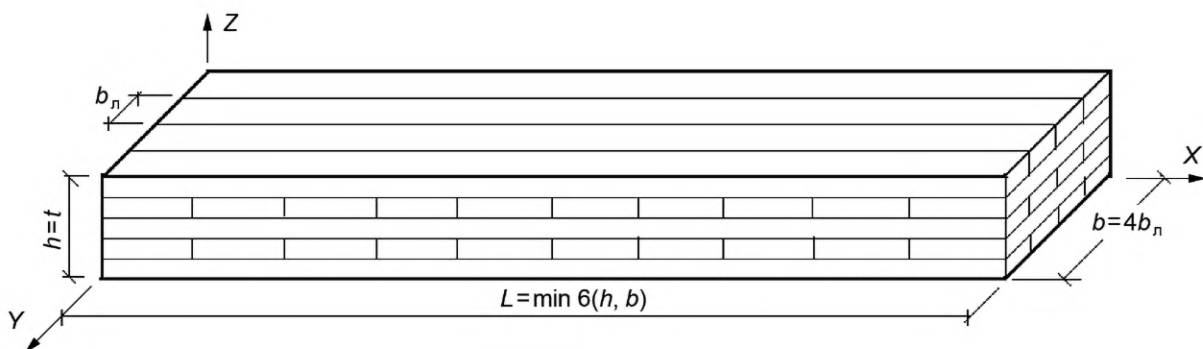 Z
bл
X
h=t
b=4bл
L=min 6(h, b)
Y